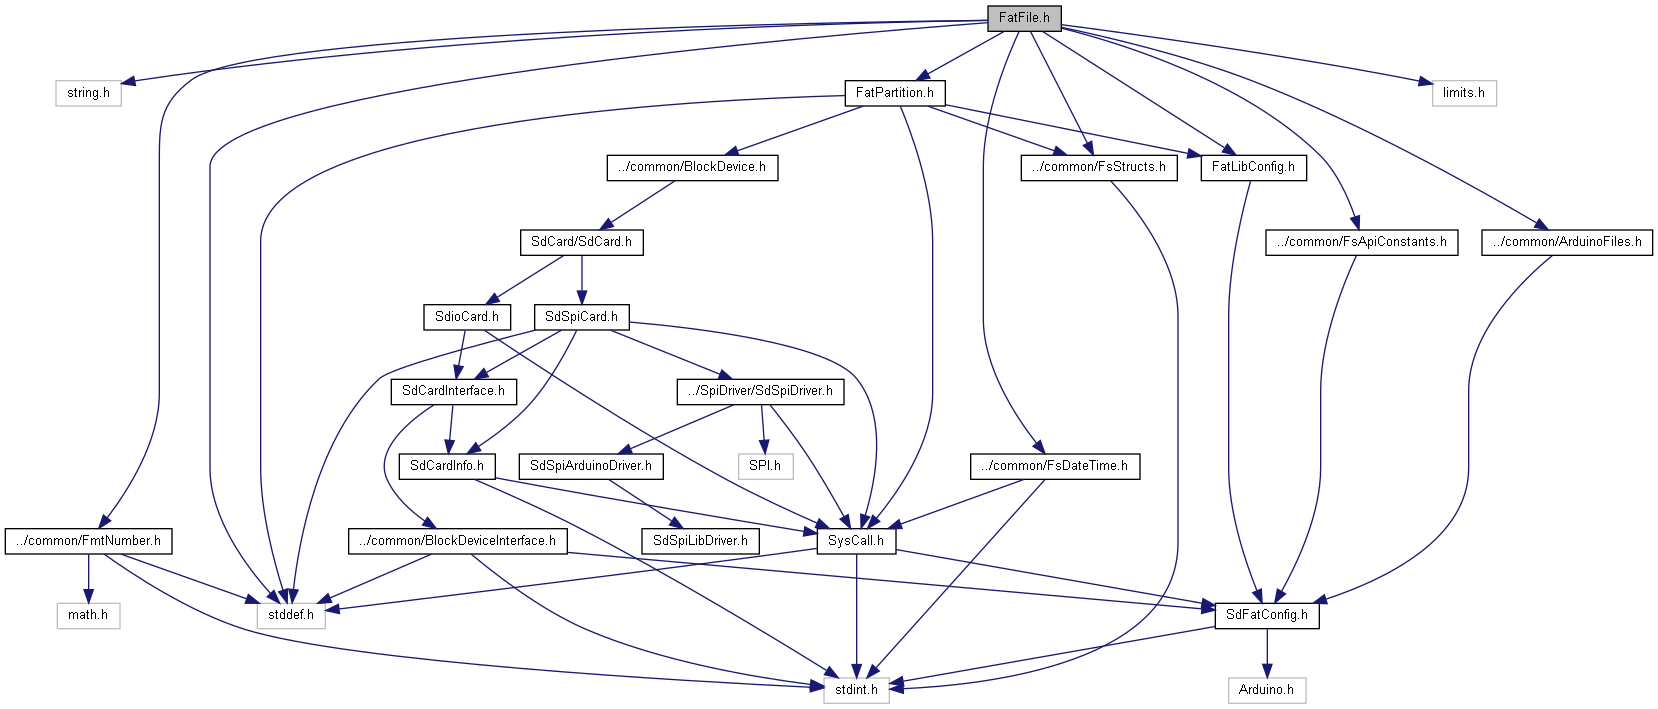 FatFile.h
string.h
FatPartition.h
limits.h
../common/BlockDevice.h
../common/FsStructs.h
FatLibConfig.h
SdCard/SdCard.h
../common/FsApiConstants.h
../common/ArduinoFiles.h
SdioCard.h
SdSpiCard.h
SdCardInterface.h
../SpiDriver/SdSpiDriver.h
SdCardInfo.h
SdSpiArduinoDriver.h
SPI.h
../common/FsDateTime.h
../common/FmtNumber.h
../common/BlockDeviceInterface.h
SdSpiLibDriver.h
SysCall.h
math.h
stddef.h
SdFatConfig.h
stdint.h
Arduino.h